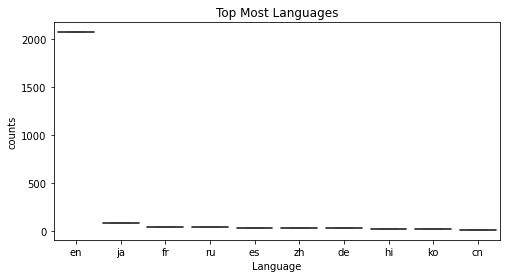 Top Most Languages
2000
1500
1000
500
0
counts
en ja fr ru es zh de hi ko cn
Language